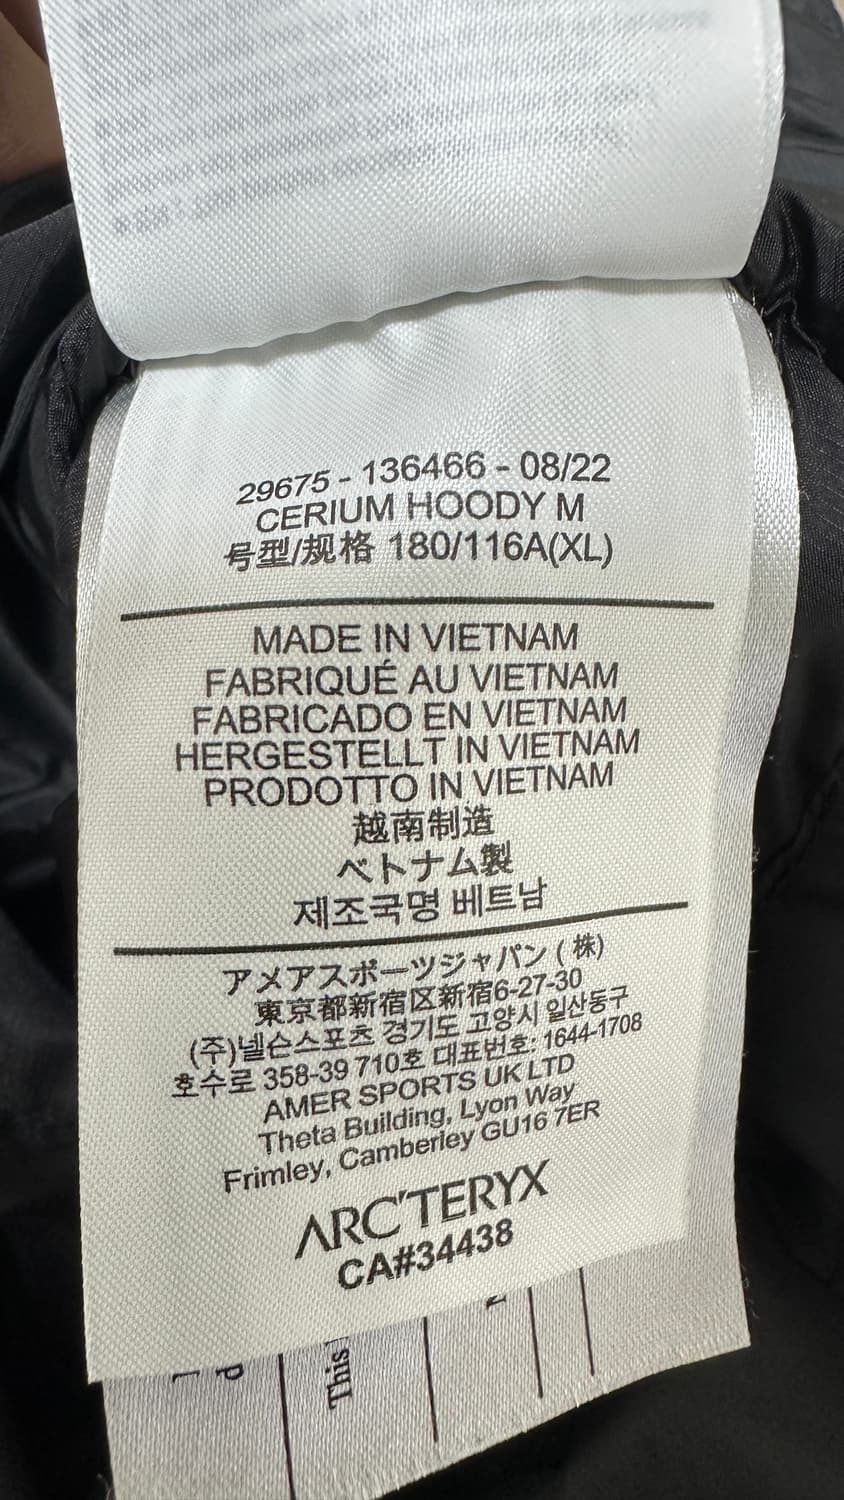 29675 - 136466 - 08/22
CERIUM HOODY M
号型/规格 180/116A(XL)
MADE IN VIETNAM
FABRIQUÉ AU VIETNAM
FABRICADO EN VIETNAM
HERGESTELLT IN VIETNAM
PRODOTTO IN VIETNAM
越南制造
ベトナム製
제조국명 베트남
アメアスポーツジャパン ( 株)
東京都新宿区新宿6-27-30
(주)넬슨스포츠 경기도 고양시 일산동구
호수로 358-39 710호 대표번호: 1644-1708
AMER SPORTS UK LTD
Theta Building, Lyon Way
Frimley, Camberley GU16 7ER
ARC'TERYX
CA#34438
This